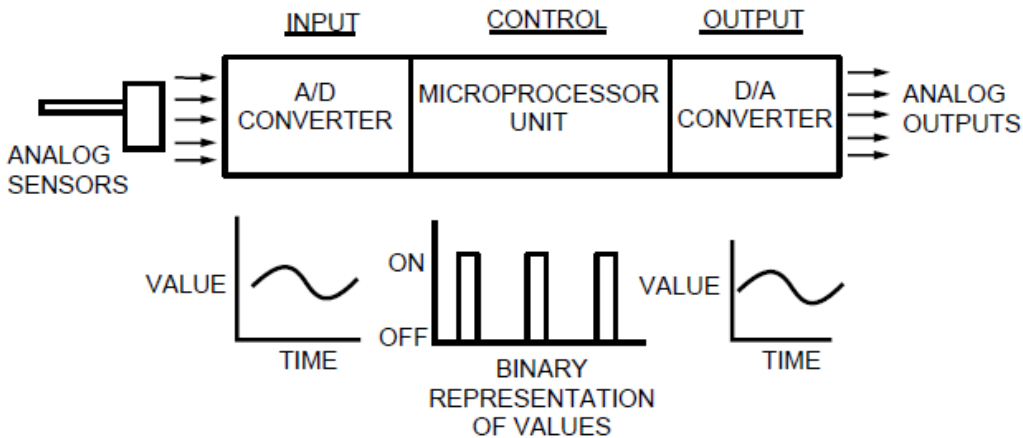 INPUT
CONTROL
OUTPUT
A/D
CONVERTER
MICROPROCESSOR
UNIT
D/A
CONVERTER
ANALOG
SENSORS
ANALOG
OUTPUTS
VALUE
TIME
ON
OFF
BINARY
REPRESENTATION
OF VALUES
VALUE
TIME